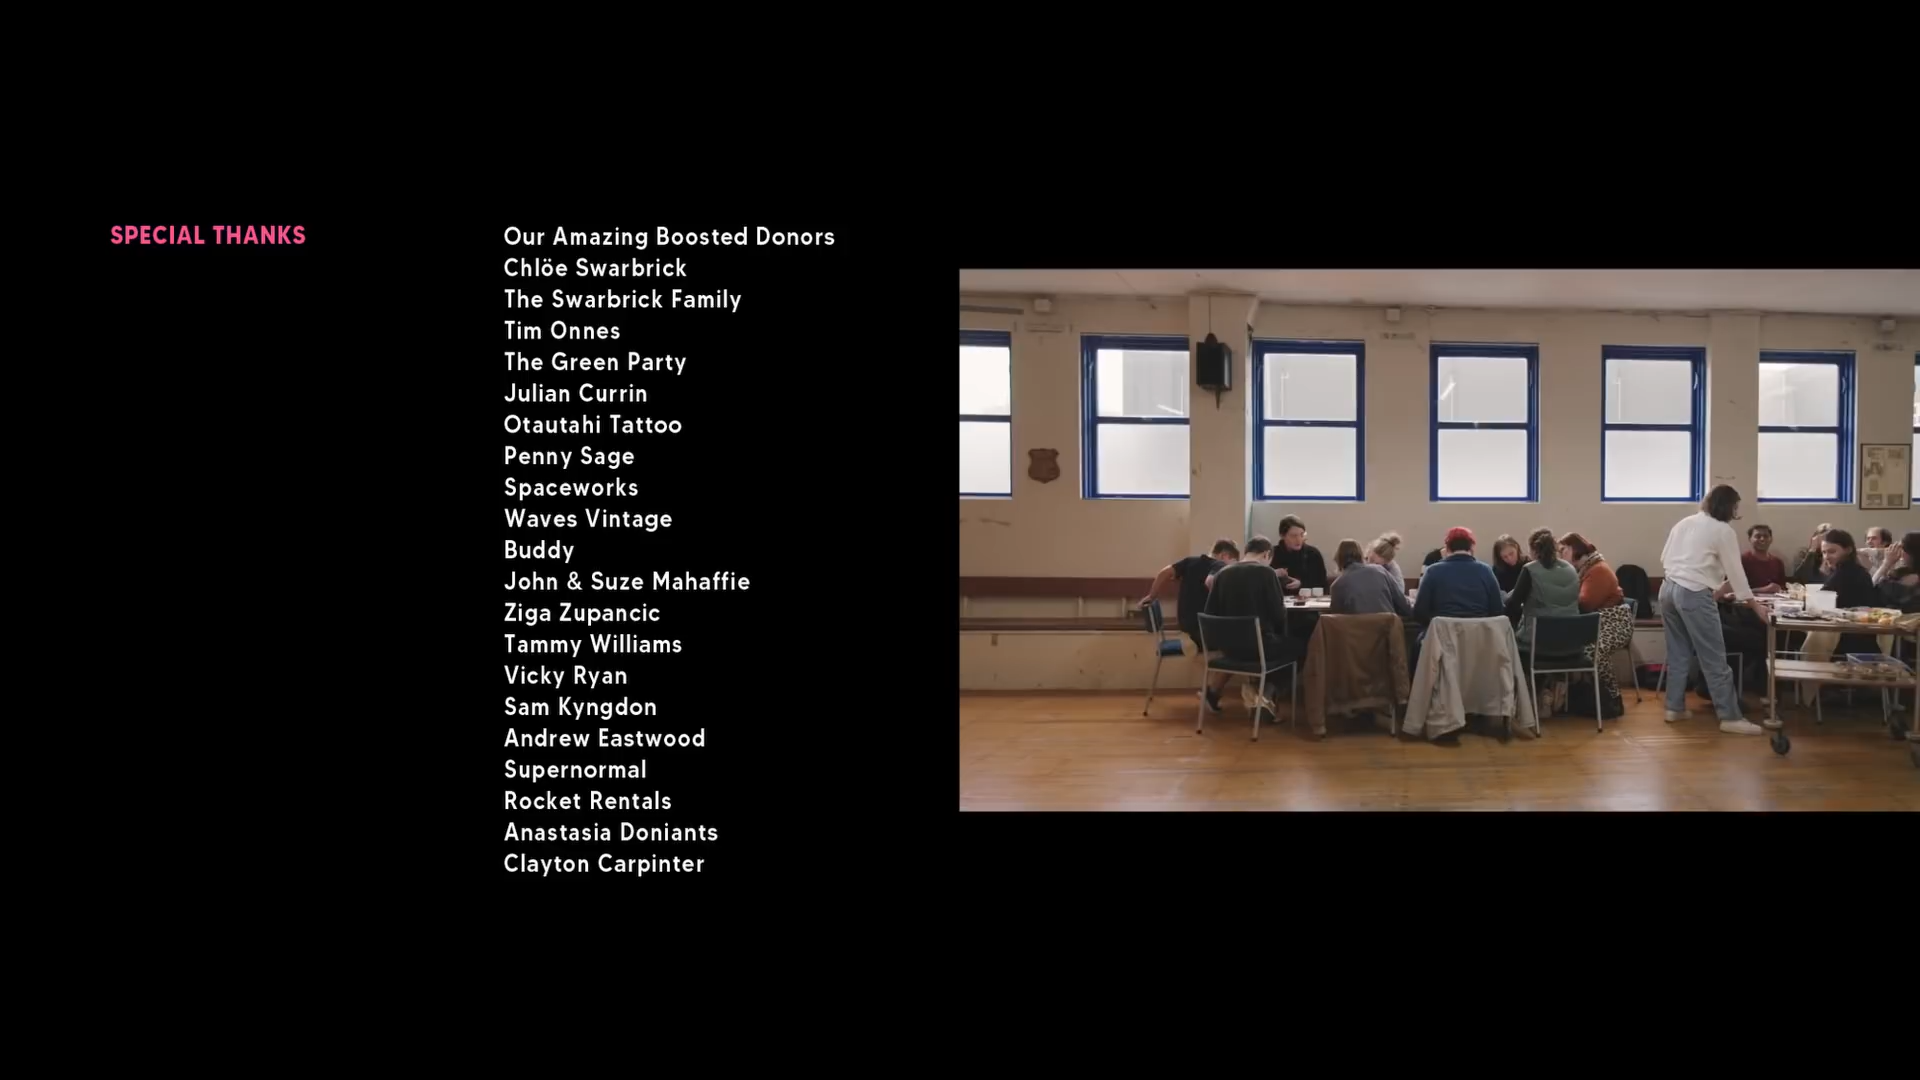 SPECIAL THANKS
Our Amazing Boosted Donors
Chlöe Swarbrick
The Swarbrick Family
Tim Onnes
The Green Party
Julian Currin
Otautahi Tattoo
Penny Sage
Spaceworks
Waves Vintage
Buddy
John & Suze Mahaffie
Ziga Zupancic
Tammy Williams
Vicky Ryan
Sam Kyngdon
Andrew Eastwood
Supernormal
Rocket Rentals
Anastasia Doniants
Clayton Carpinter